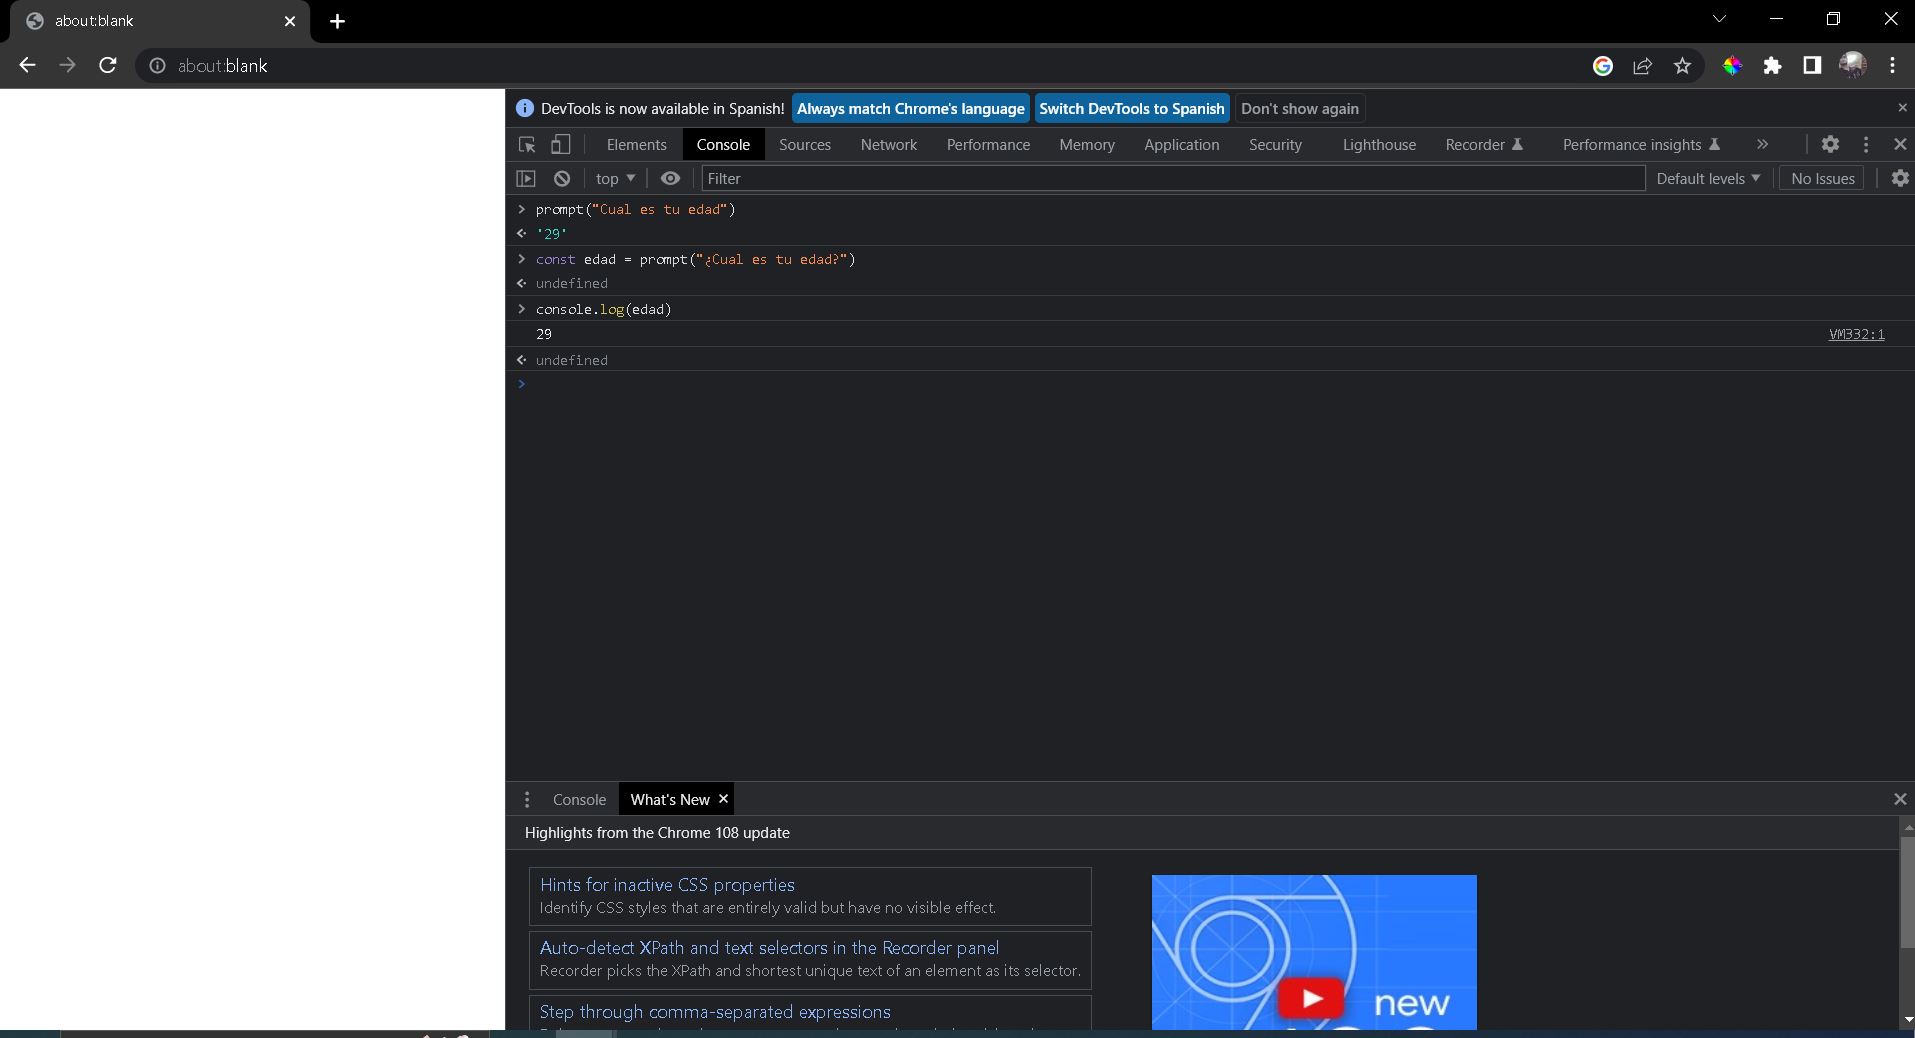 about:blank
about:blank
DevTools is now available in Spanish! Always match Chrome's language Switch DevTools to Spanish Don't show again
Elements Console Sources Network Performance Memory Application Security Lighthouse Recorder Performance insights
top Filter Default levels No Issues
prompt("Cual es tu edad")
'29'
const edad = prompt("¿Cual es tu edad?")
undefined
console.log(edad)
29 VM332:1
undefined
Console What's New
Highlights from the Chrome 108 update
Hints for inactive CSS properties
Identify CSS styles that are entirely valid but have no visible effect.
Auto-detect XPath and text selectors in the Recorder panel
Recorder picks the XPath and shortest unique text of an element as its selector.
new
Step through comma-separated expressions